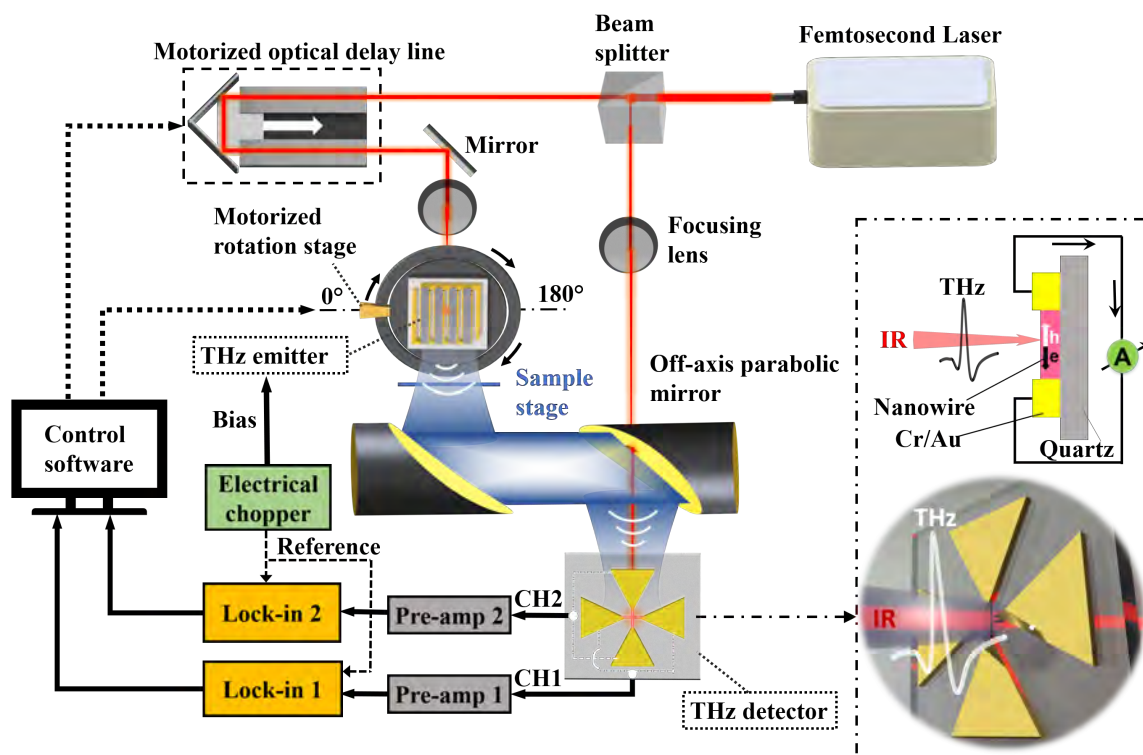 Motorized optical delay line
Beam
splitter
Femtosecond Laser
Mirror
Motorized
rotation stage
Focusing
lens
0°
180°
THz emitter
Sample
stage
Off-axis parabolic
mirror
Bias
Control
software
Electrical
chopper
Reference
Lock-in 2
Pre-amp 2
CH2
Lock-in 1
Pre-amp 1
CH1
THz detector
THz
IR
h
e
A
Nanowire
Cr/Au
Quartz
THz
IR